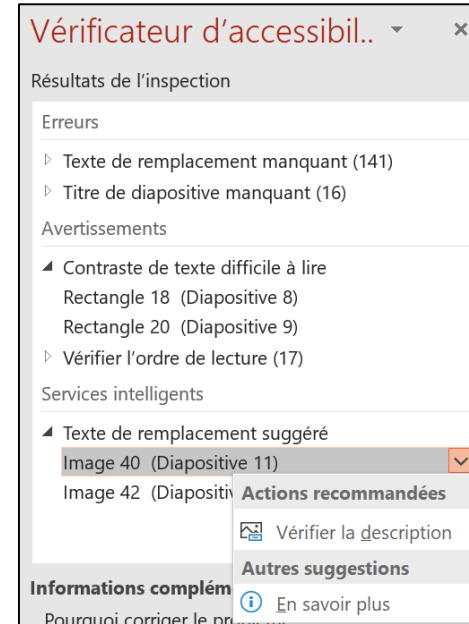 Vérificateur d’accessibil..
Résultats de l’inspection
Erreurs
Texte de remplacement manquant (141)
Titre de diapositive manquant (16)
Avertissements
Contraste de texte difficile à lire
Rectangle 18 (Diapositive 8)
Rectangle 20 (Diapositive 9)
Vérifier l’ordre de lecture (17)
Services intelligents
Texte de remplacement suggéré
Image 40 (Diapositive 11)
Image 42 (Diapositiv
Actions recommandées
Vérifier la description
Autres suggestions
En savoir plus
Informations complém
Pourquoi corriger le